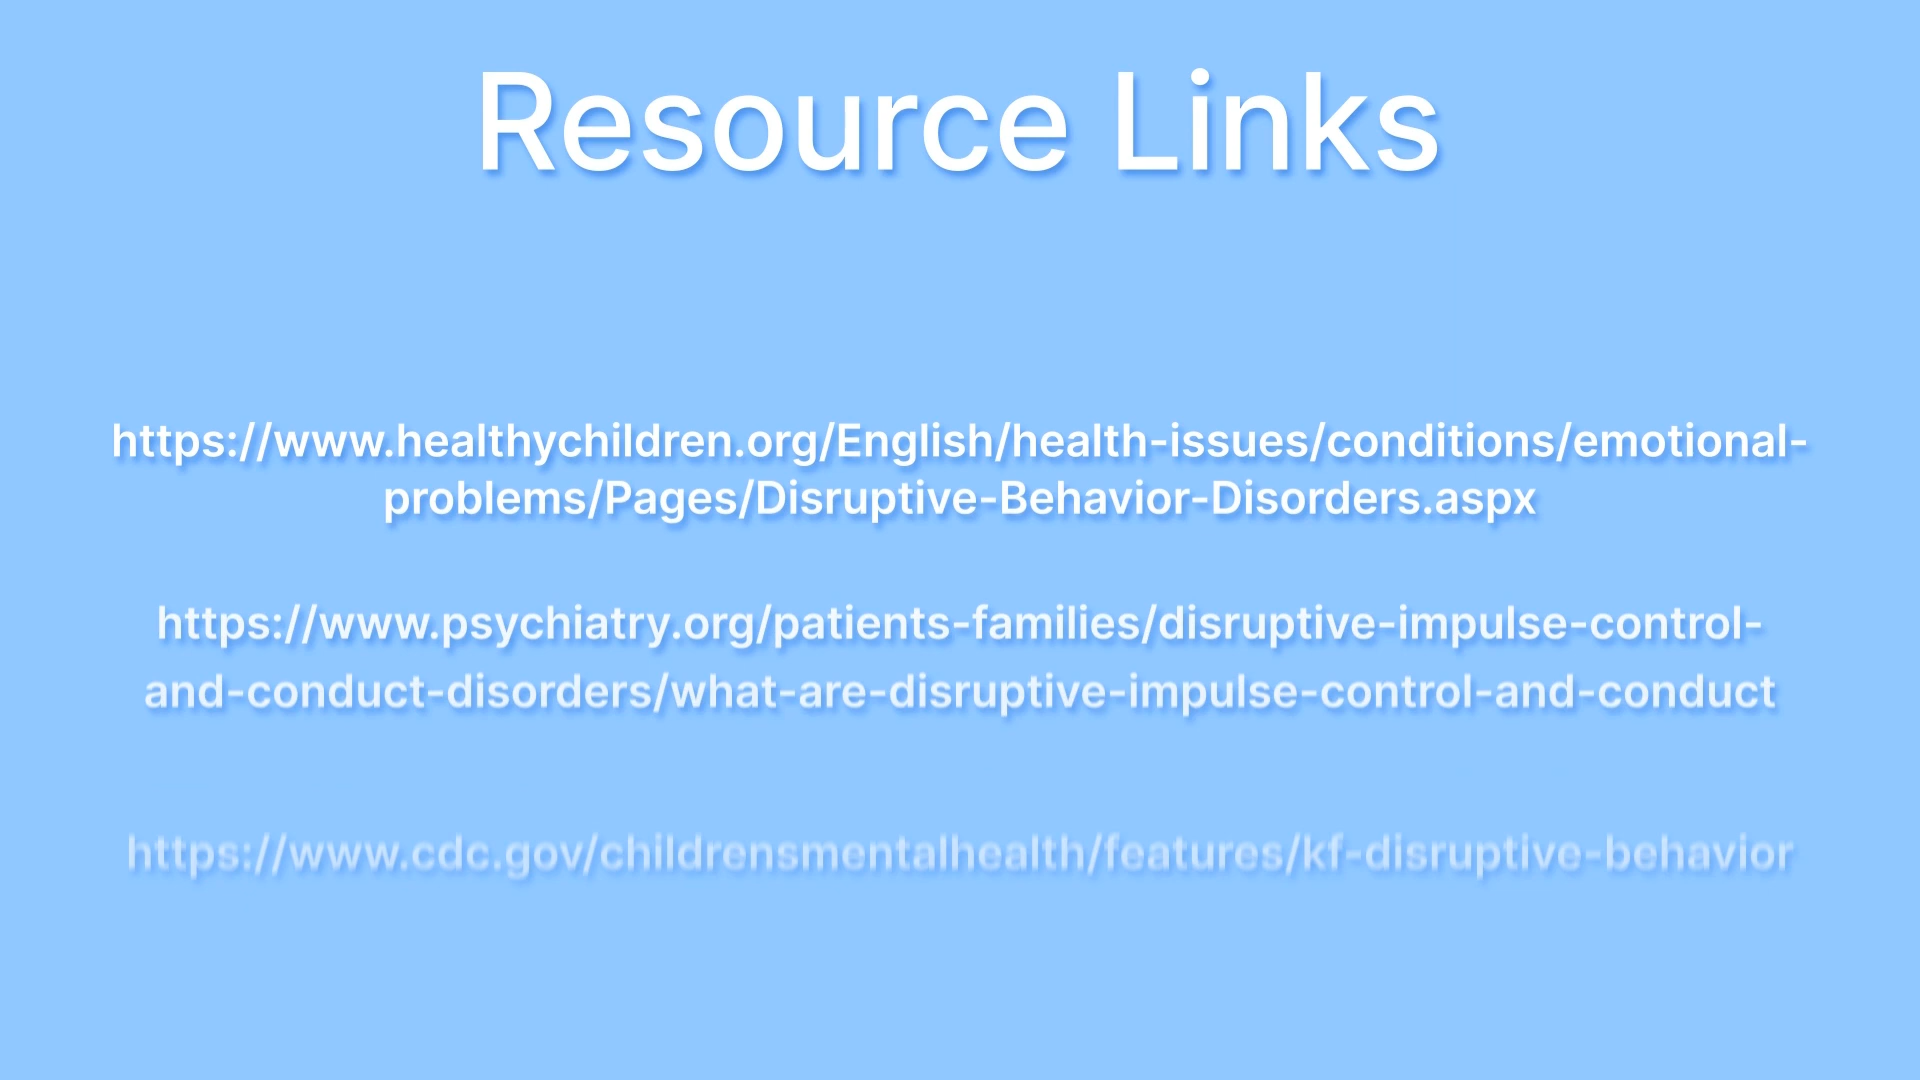 Resource Links
https://www.healthychildren.org/English/health-issues/conditions/emotional-
problems/Pages/Disruptive-Behavior-Disorders.aspx
https://www.psychiatry.org/patients-families/disruptive-impulse-control-
and-conduct-disorders/what-are-disruptive-impulse-control-and-conduct
https://www.cdc.gov/childrensmentalhealth/features/kf-disruptive-behavior